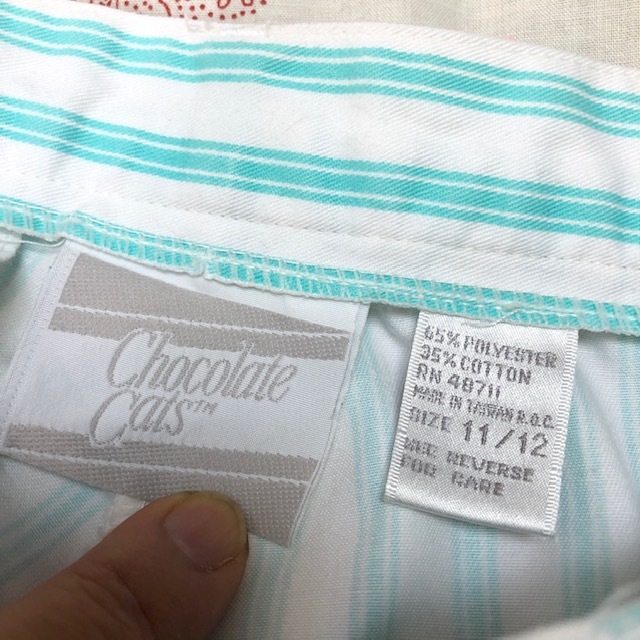 Chocolate
Cats™
65% POLYESTER
35% COTTON
RN 48711
MADE IN TAIWAN R.O.C.
SIZE 11/12
SEE REVERSE
FOR CARE